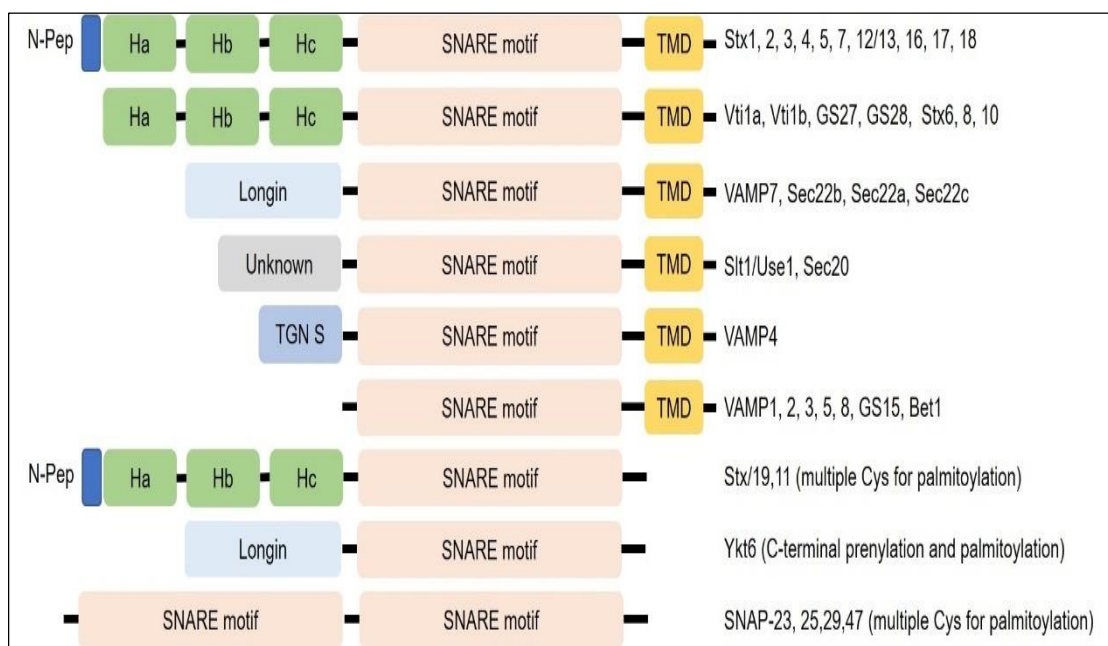 N-Pep Ha Hb Hc SNARE motif TMD Stx1, 2, 3, 4, 5, 7, 12/13, 16, 17, 18
Ha Hb Hc SNARE motif TMD Vti1a, Vti1b, GS27, GS28, Stx6, 8, 10
Longin SNARE motif TMD VAMP7, Sec22b, Sec22a, Sec22c
Unknown SNARE motif TMD Slt1/Use1, Sec20
TGN S SNARE motif TMD VAMP4
SNARE motif TMD VAMP1, 2, 3, 5, 8, GS15, Bet1
N-Pep Ha Hb Hc SNARE motif Stx/19,11 (multiple Cys for palmitoylation)
Longin SNARE motif Ykt6 (C-terminal prenylation and palmitoylation)
SNARE motif SNARE motif SNAP-23, 25,29,47 (multiple Cys for palmitoylation)